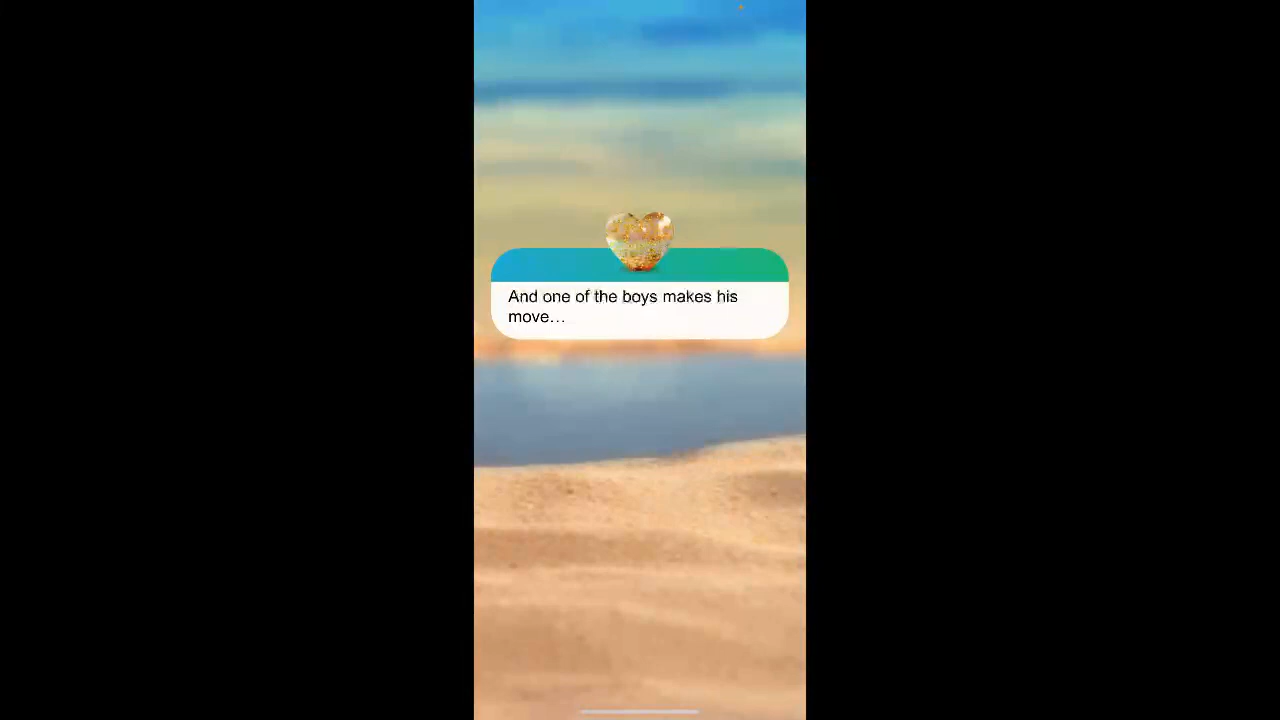 And one of the boys makes his
move…